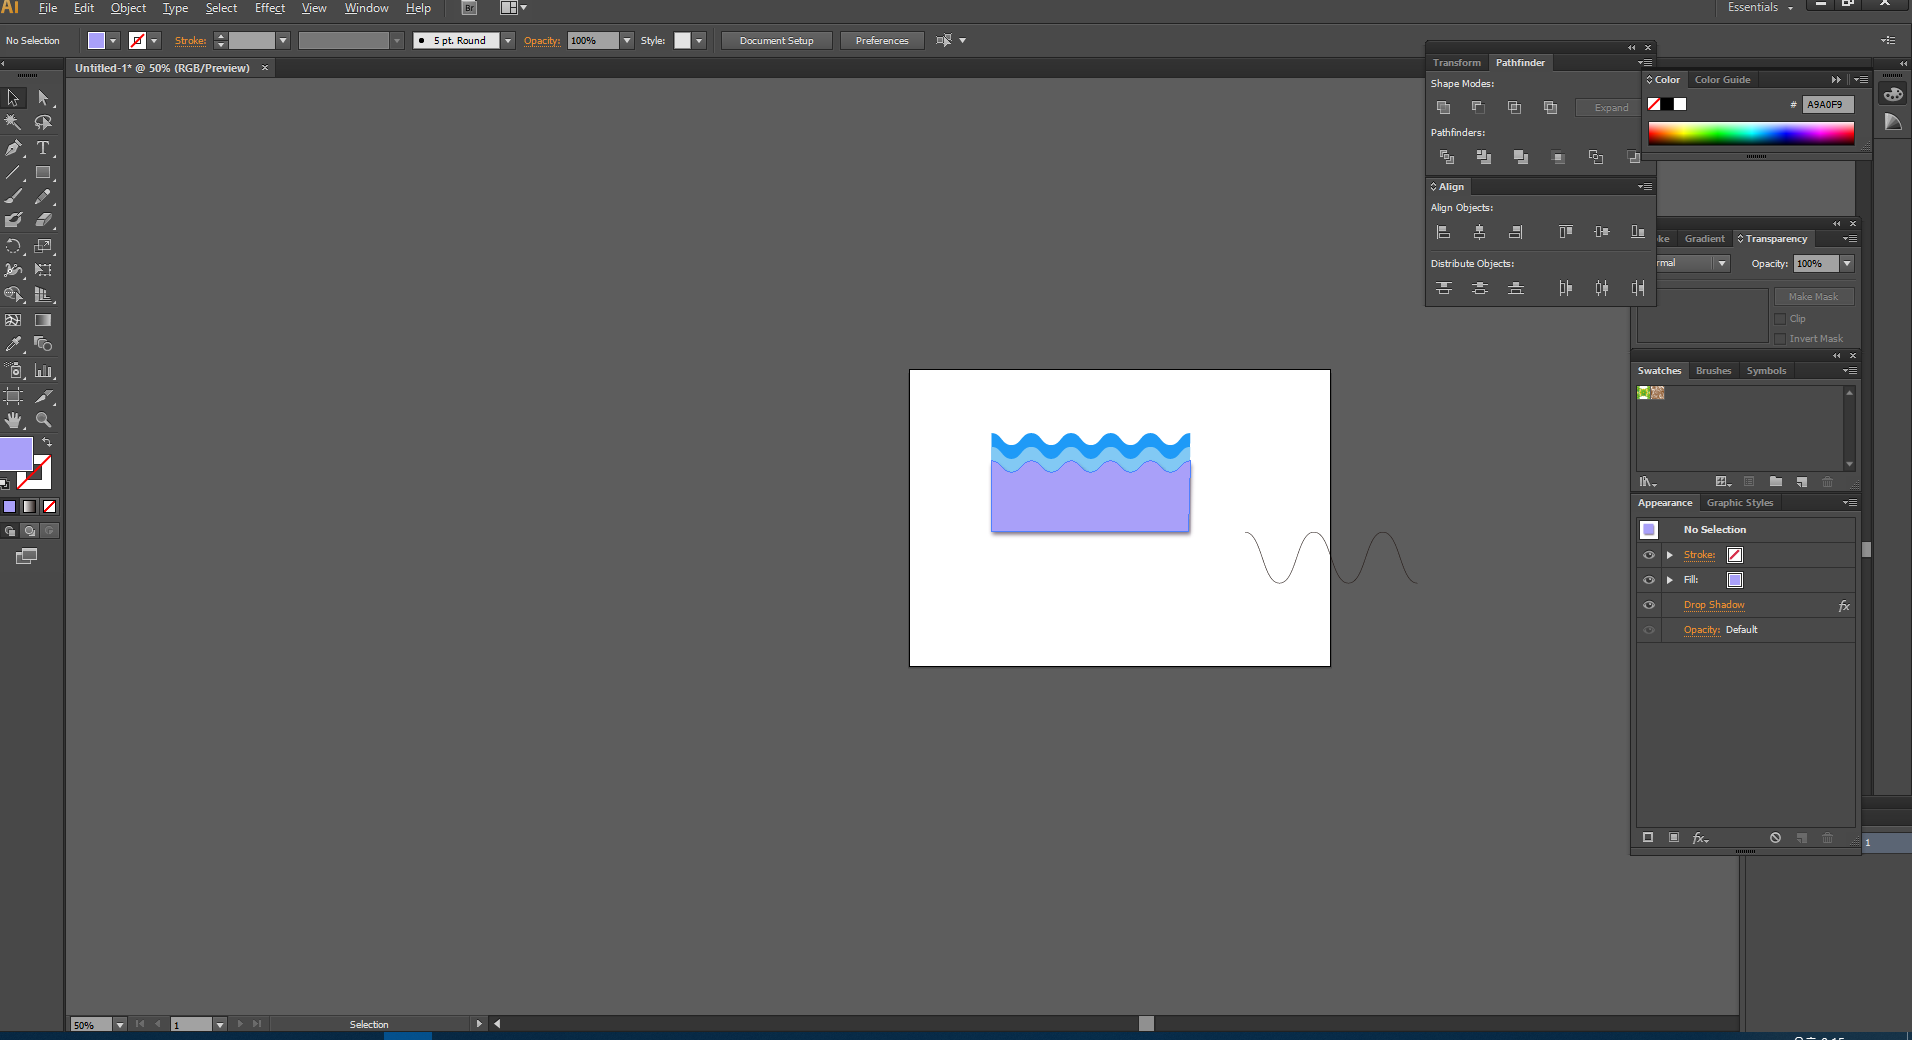 Ai File Edit Object Type Select Effect View Window Help Br Essentials
No Selection Stroke: 5 pt. Round Opacity: 100% Style: Document Setup Preferences
Untitled-1* @ 50% (RGB/Preview) ×
Transform Pathfinder
Shape Modes:
Expand
Pathfinders:
Align
Align Objects:
Distribute Objects:
Color Color Guide
# A9A0F9
Gradient Transparency
Opacity: 100%
Make Mask
Clip
Invert Mask
Swatches Brushes Symbols
Appearance Graphic Styles
No Selection
Stroke:
Fill:
Drop Shadow fx
Opacity: Default
fx
1
T
50% 1 Selection